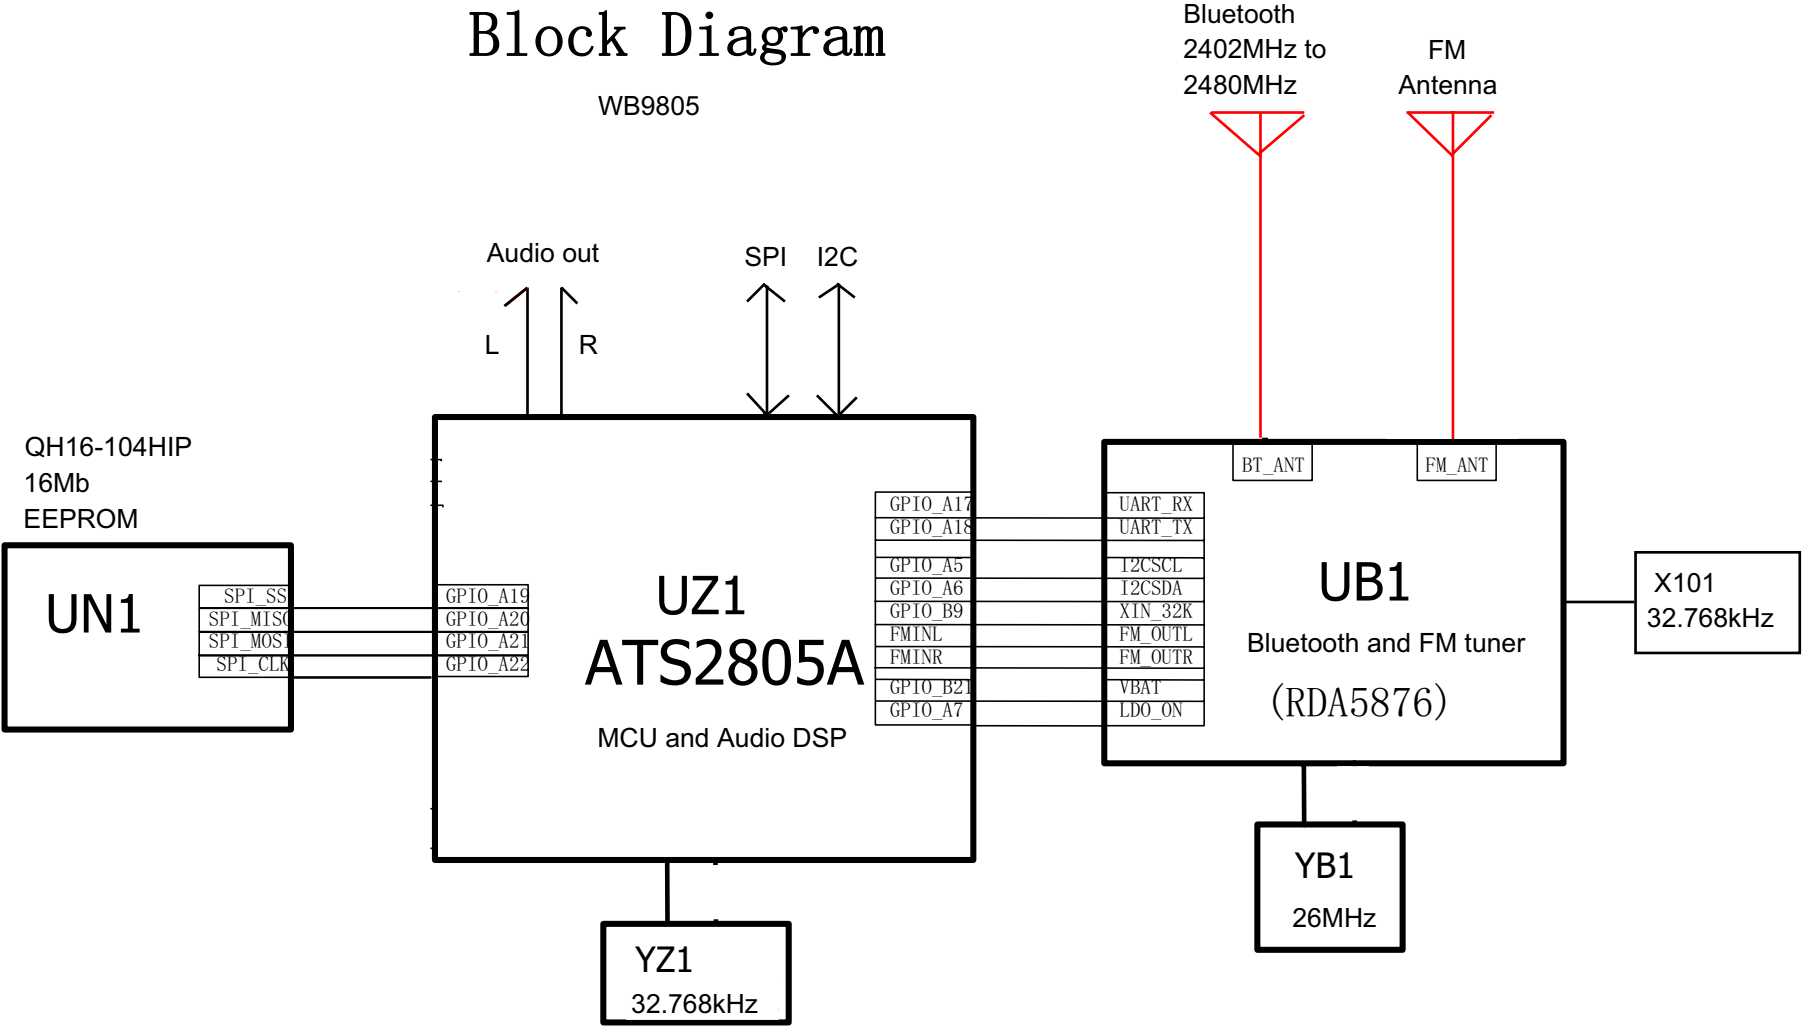 Block Diagram
WB9805
Bluetooth
2402MHz to
2480MHz
FM
Antenna
Audio out
L
R
SPI
I2C
QH16-104HIP
16Mb
EEPROM
UN1
SPI_SS
SPI_MISO
SPI_MOSI
SPI_CLK
GPIO_A19
GPIO_A20
GPIO_A21
GPIO_A22
UZ1
ATS2805A
MCU and Audio DSP
GPIO_A17
GPIO_A18
GPIO_A5
GPIO_A6
GPIO_B9
FMINL
FMINR
GPIO_B21
GPIO_A7
UART_RX
UART_TX
I2CSCL
I2CSDA
XIN_32K
FM_OUTL
FM_OUTR
VBAT
LDO_ON
BT_ANT
FM_ANT
UB1
Bluetooth and FM tuner
(RDA5876)
X101
32.768kHz
YB1
26MHz
YZ1
32.768kHz